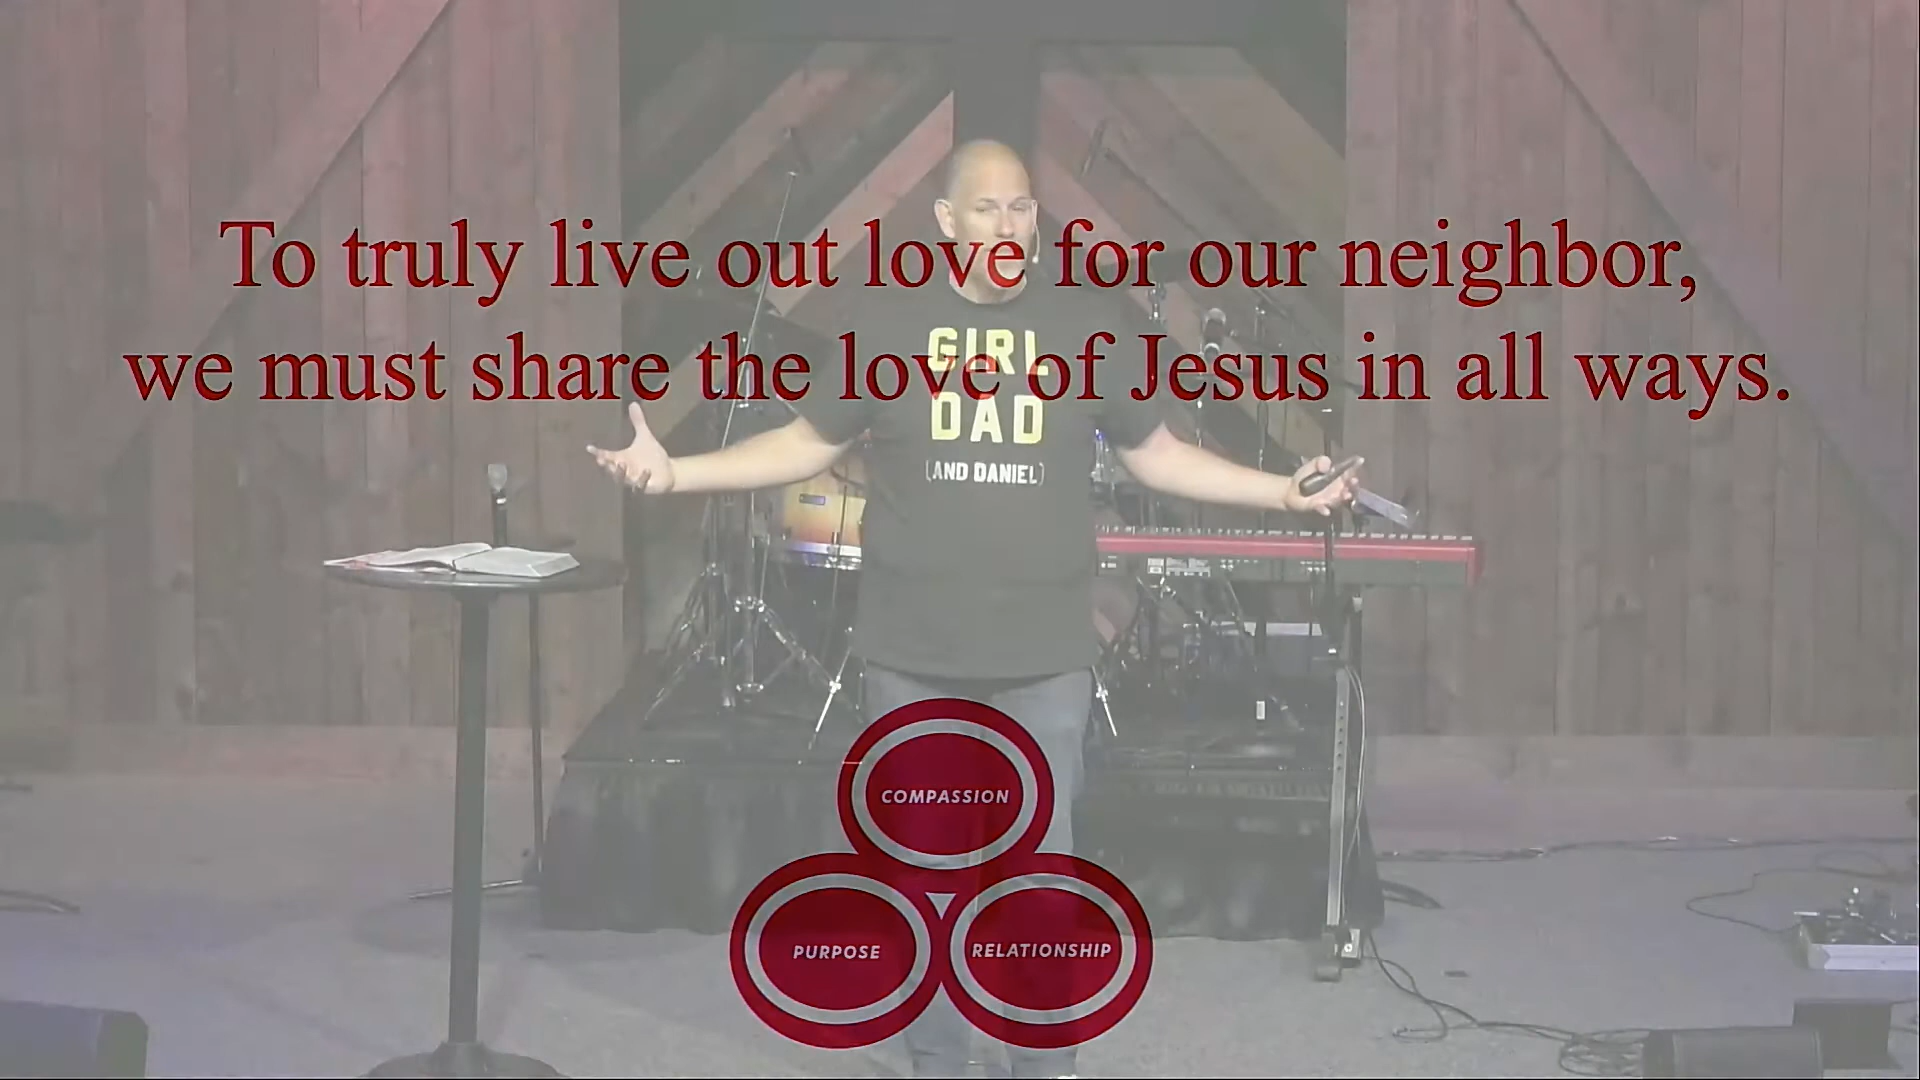 To truly live out love for our neighbor,
we must share the love of Jesus in all ways.
GIRL
DAD
(AND DANIEL)
COMPASSION
PURPOSE
RELATIONSHIP